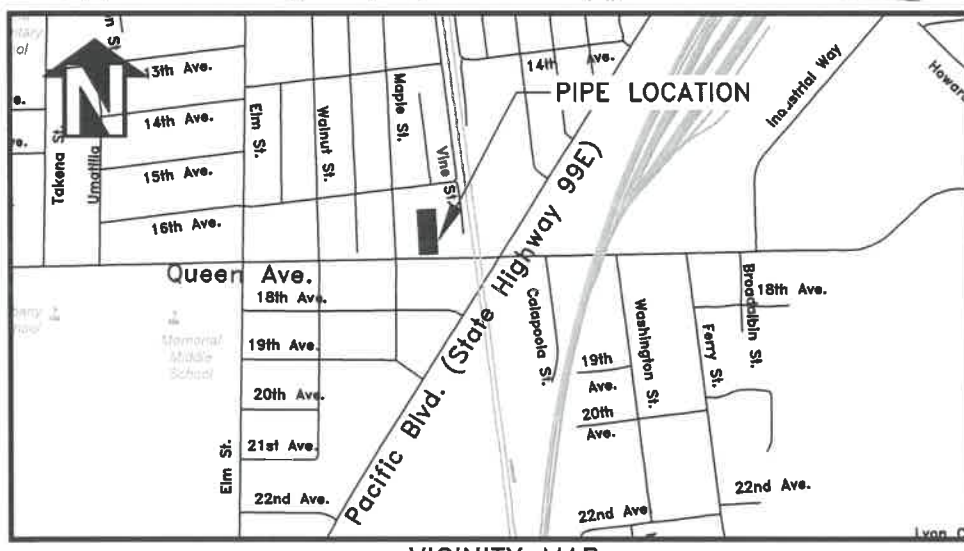 N
13th Ave.
14th Ave.
15th Ave.
16th Ave.
Takena St.
Umatilla
Elm St.
Walnut St.
Maple St.
Vine St.
14th Ave.
PIPE LOCATION
Industrial Way
Howard
Pacific Blvd. (State Highway 99E)
Queen Ave.
18th Ave.
19th Ave.
20th Ave.
21st Ave.
22nd Ave.
Elm St.
Memorial
Middle
School
Calapooia St.
Washington St.
Ferry St.
Broadalbin St.
18th Ave.
19th
Ave.
20th
Ave.
22nd Ave
22nd Ave.
Lyon
VICINITY MAP